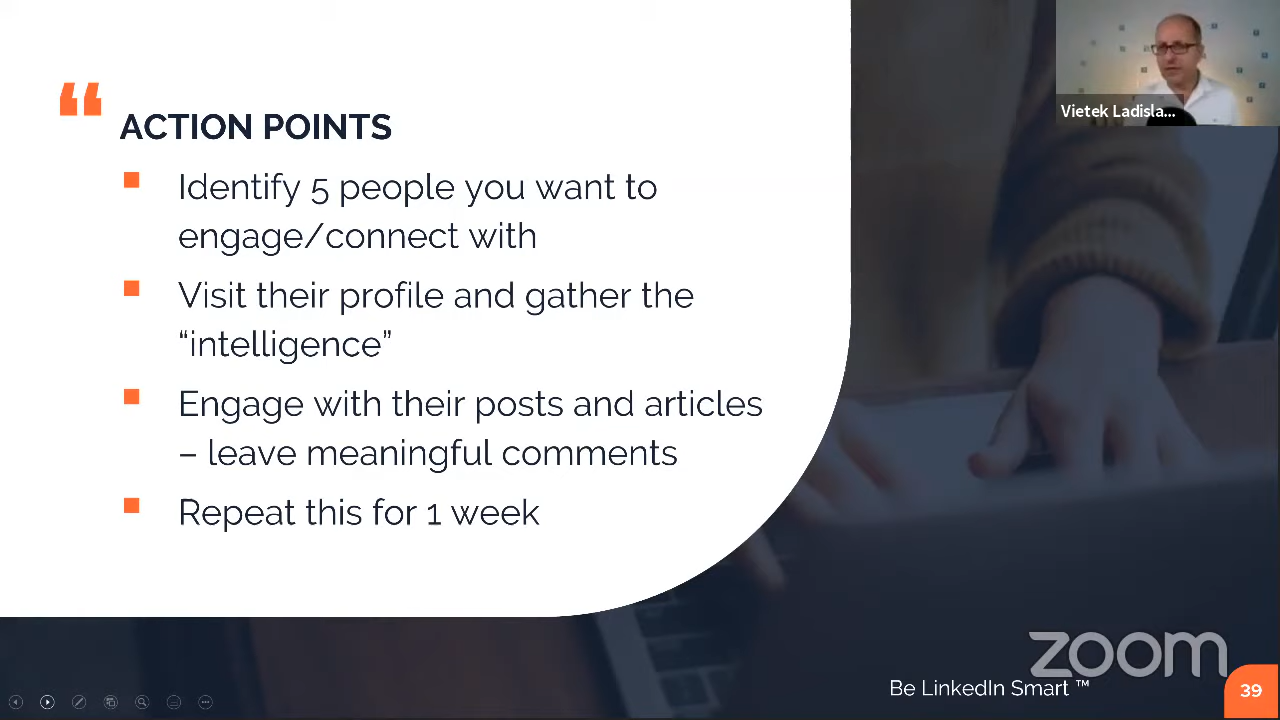 “
ACTION POINTS
Identify 5 people you want to
engage/connect with
Visit their profile and gather the
“intelligence”
Engage with their posts and articles
– leave meaningful comments
Repeat this for 1 week
Vietek Ladisla...
zoom
Be LinkedIn Smart ™
39